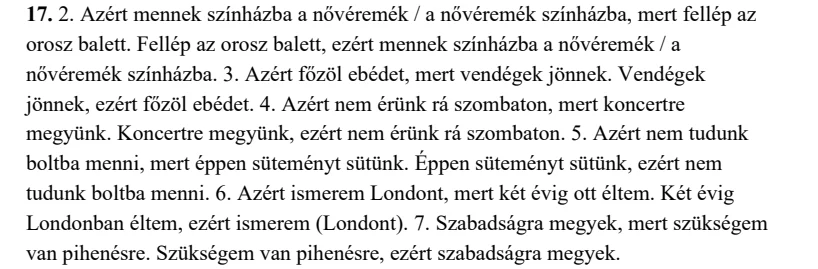 17. 2. Azért mennek színházba a nővéremék / a nővéremék színházba, mert fellép az
orosz balett. Fellép az orosz balett, ezért mennek színházba a nővéremék / a
nővéremék színházba. 3. Azért főzöl ebédet, mert vendégek jönnek. Vendégek
jönnek, ezért főzöl ebédet. 4. Azért nem érünk rá szombaton, mert koncertre
megyünk. Koncertre megyünk, ezért nem érünk rá szombaton. 5. Azért nem tudunk
boltba menni, mert éppen süteményt sütünk. Éppen süteményt sütünk, ezért nem
tudunk boltba menni. 6. Azért ismerem Londont, mert két évig ott éltem. Két évig
Londonban éltem, ezért ismerem (Londont). 7. Szabadságra megyek, mert szükségem
van pihenésre. Szükségem van pihenésre, ezért szabadságra megyek.